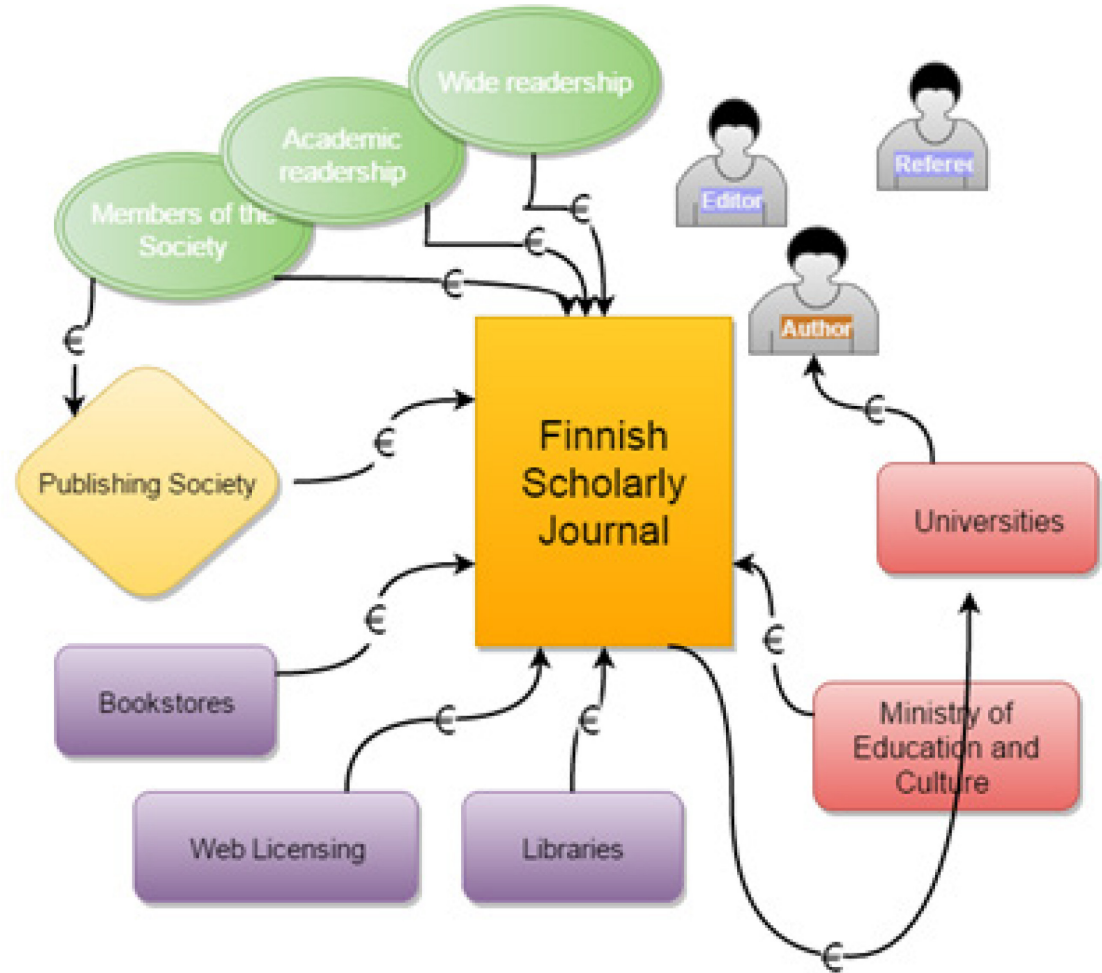 Wide readership
Academic
readership
Members of the
Society
Editor
Referee
Author
€
€
€
€
Finnish
Scholarly
Journal
€
Publishing Society
€
Universities
€
€
Bookstores
€
€
Ministry of
Education and
Culture
Web Licensing
Libraries
€